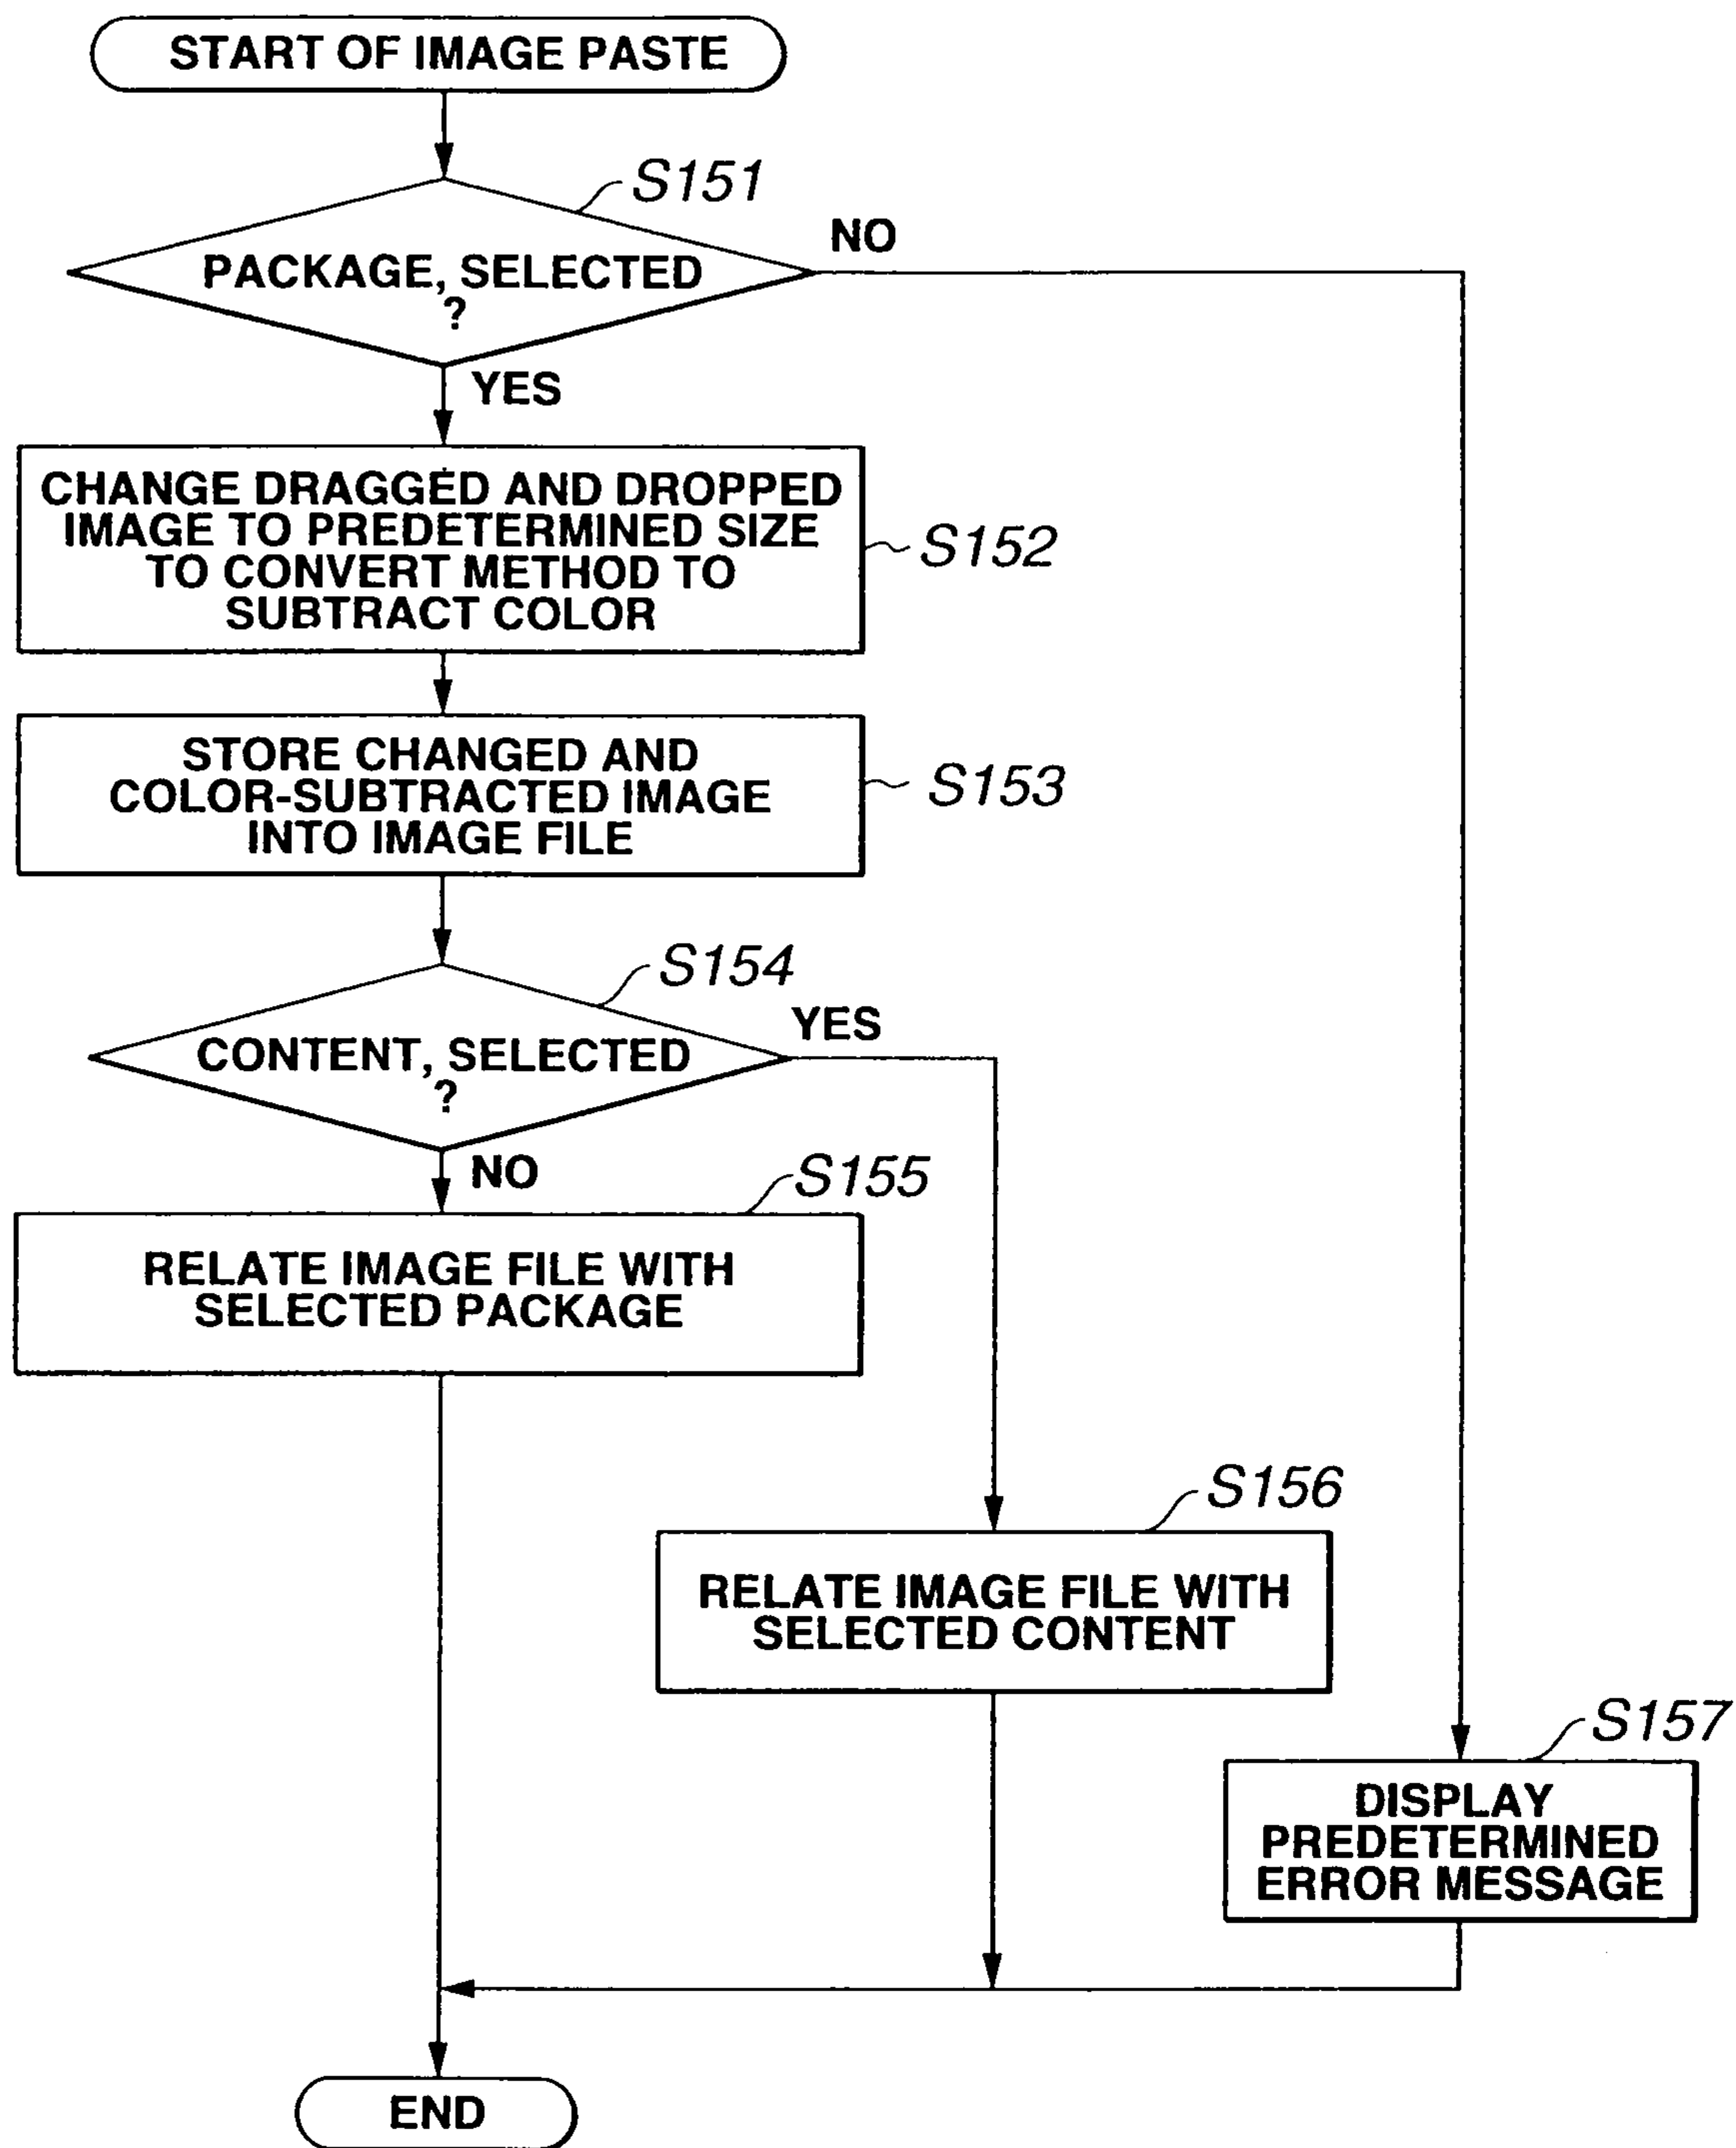 START OF IMAGE PASTE
S151
NO
PACKAGE, SELECTED
?
YES
CHANGE DRAGGED AND DROPPED
IMAGE TO PREDETERMINED SIZE
TO CONVERT METHOD TO
SUBTRACT COLOR
S152
STORE CHANGED AND
COLOR-SUBTRACTED IMAGE
INTO IMAGE FILE
S153
S154
YES
CONTENT, SELECTED
?
NO
S155
RELATE IMAGE FILE WITH
SELECTED PACKAGE
S156
RELATE IMAGE FILE WITH
SELECTED CONTENT
S157
DISPLAY
PREDETERMINED
ERROR MESSAGE
END